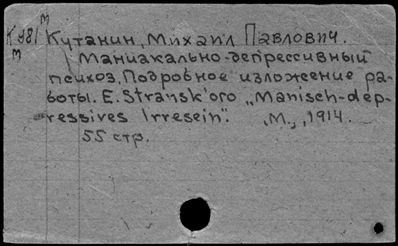 м
К 98/м Кутанин, Михаил Павлович.
Маниакально-депрессивный
психоз. Подробное изложение ра-
боты. E. Stransk'ого „Manisch-dep-
ressives Irresein“. М., 1914.
55 стр.